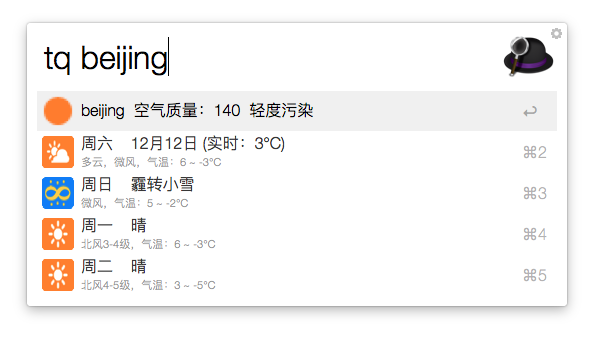 tq beijing
beijing 空气质量：140 轻度污染
周六 12月12日 (实时：3℃)
⌘2
多云，微风，气温：6 ~ -3℃
周日 霾转小雪
⌘3
微风，气温：5 ~ -2℃
周一 晴
⌘4
北风3-4级，气温：6 ~ -3℃
周二 晴
⌘5
北风4-5级，气温：3 ~ -5℃